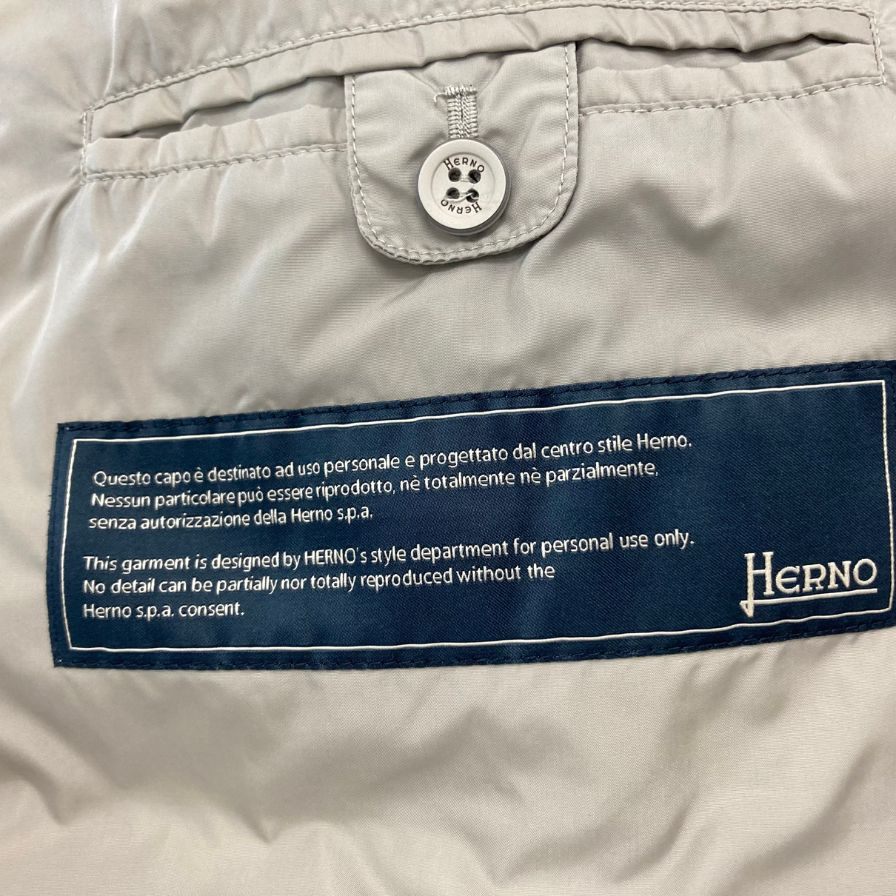 HERNO
HERNO
Questo capo è destinato ad uso personale e progettato dal centro stile Herno.
Nessun particolare può essere riprodotto, nè totalmente nè parzialmente,
senza autorizzazione della Herno s.p.a.
This garment is designed by HERNO's style department for personal use only.
No detail can be partially nor totally reproduced without the
Herno s.p.a. consent.
HERNO